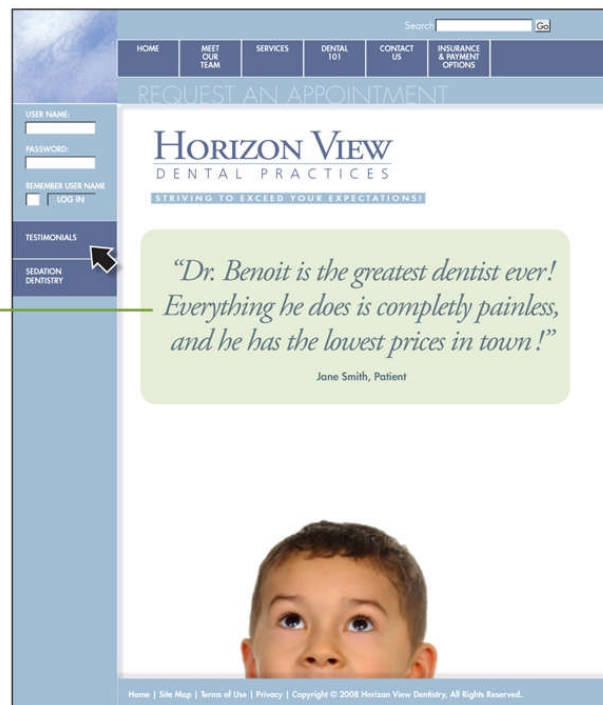 Search
Go
HOME
MEET
OUR
TEAM
SERVICES
DENTAL
101
CONTACT
US
INSURANCE
& PAYMENT
OPTIONS
REQUEST AN APPOINTMENT
USER NAME:
PASSWORD:
REMEMBER USER NAME
LOG IN
TESTIMONIALS
SEDATION
DENTISTRY
HORIZON VIEW
DENTAL PRACTICES
STRIVING TO EXCEED YOUR EXPECTATIONS!
“Dr. Benoit is the greatest dentist ever!
Everything he does is completly painless,
and he has the lowest prices in town !”
Jane Smith, Patient
Home | Site Map | Terms of Use | Privacy | Copyright © 2008 Horizon View Dentistry, All Rights Reserved.